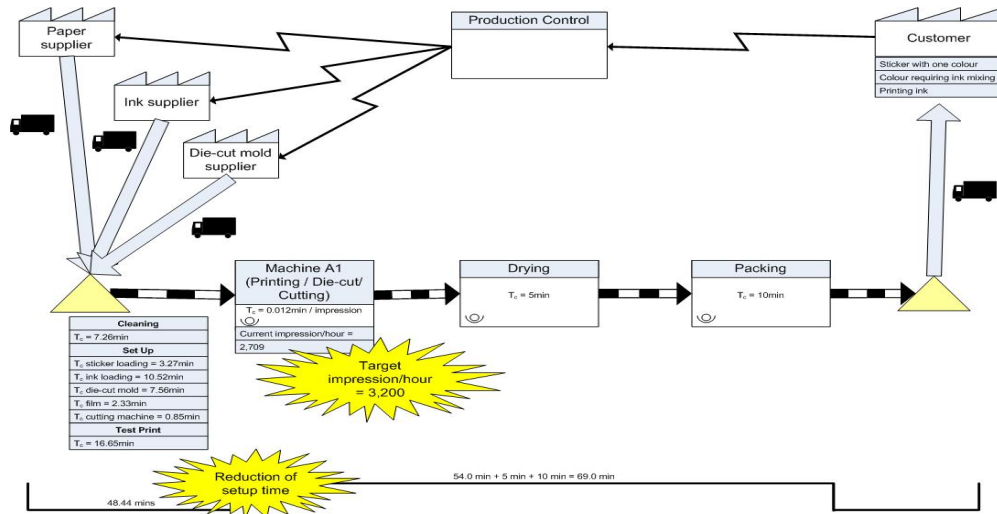 Paper
supplier
Ink supplier
Die-cut mold
supplier
Production Control
Customer
Sticker with one colour
Colour requiring ink mixing
Printing ink
Machine A1
(Printing / Die-cut/
Cutting)
Tc = 0.012min / impression
Current impression/hour =
2,709
Drying
Tc = 5min
Packing
Tc = 10min
Target
impression/hour
= 3,200
Cleaning
Tc = 7.26min
Set Up
Tc sticker loading = 3.27min
Tc ink loading = 10.52min
Tc die-cut mold = 7.56min
Tc film = 2.33min
Tc cutting machine = 0.85min
Test Print
Tc = 16.65min
Reduction of
setup time
48.44 mins
54.0 min + 5 min + 10 min = 69.0 min